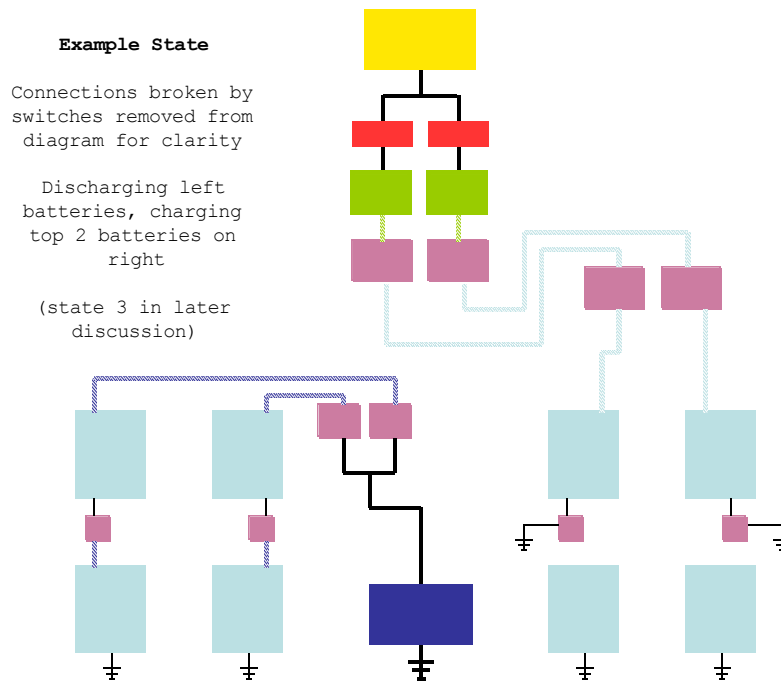 Example State
Connections broken by
switches removed from
diagram for clarity
Discharging left
batteries, charging
top 2 batteries on
right
(state 3 in later
discussion)